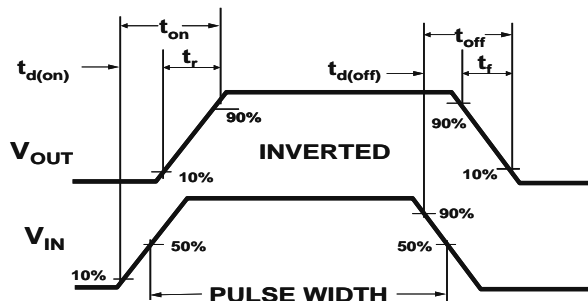 t_on
t_off
t_d(on)
t_r
t_d(off)
t_f
90%
90%
V_OUT
INVERTED
10%
10%
V_IN
90%
50%
50%
10%
PULSE WIDTH